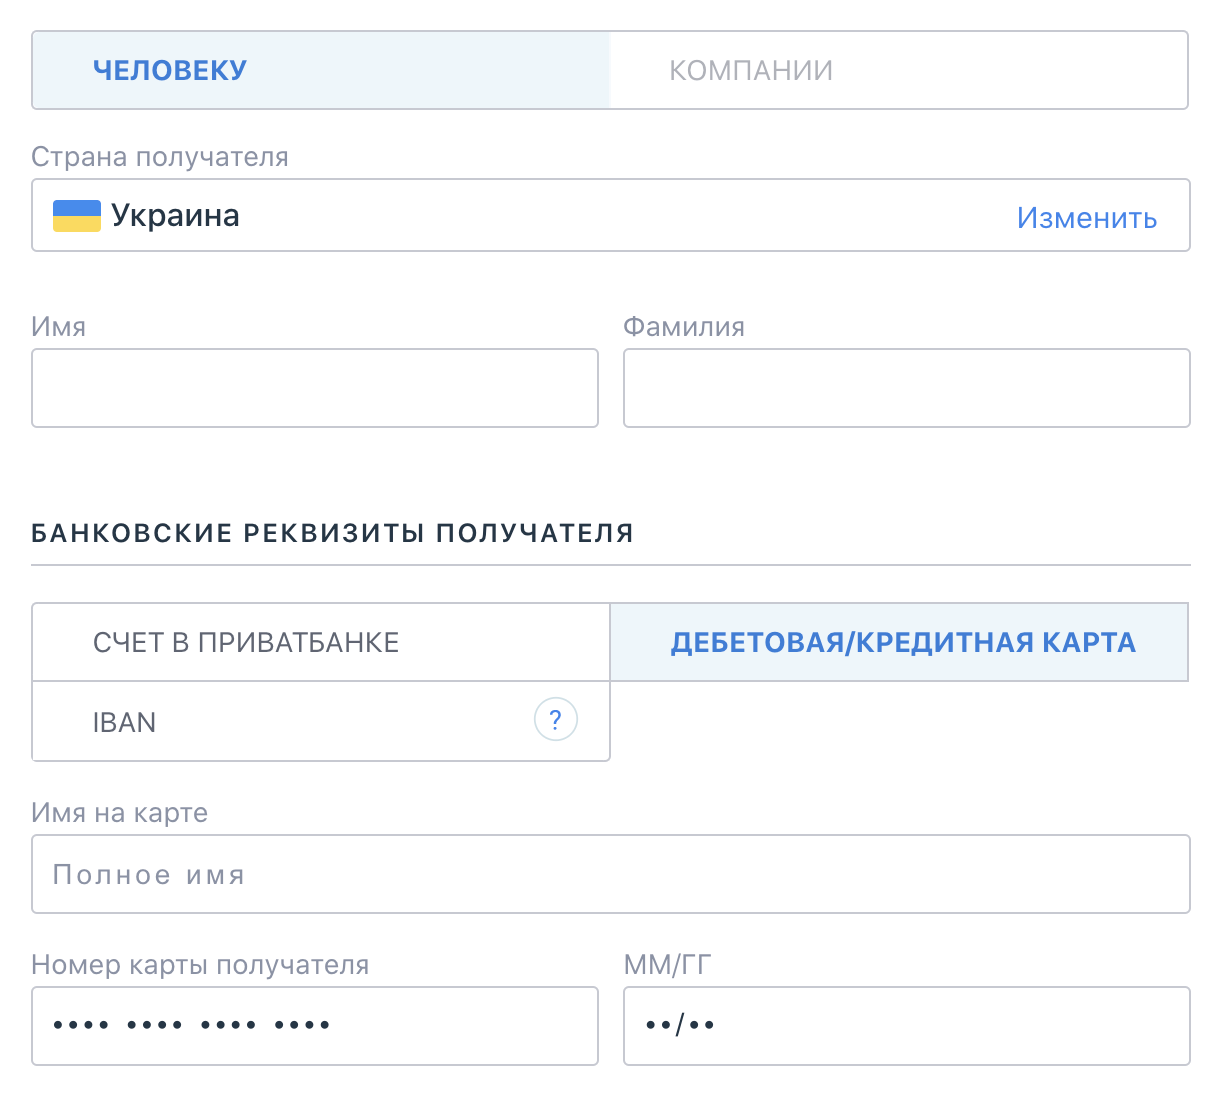 ЧЕЛОВЕКУ КОМПАНИИ
Страна получателя
Украина Изменить
Имя Фамилия
БАНКОВСКИЕ РЕКВИЗИТЫ ПОЛУЧАТЕЛЯ
СЧЕТ В ПРИВАТБАНКЕ ДЕБЕТОВАЯ/КРЕДИТНАЯ КАРТА
IBAN ?
Имя на карте
Полное имя
Номер карты получателя ММ/ГГ
•••• •••• •••• •••• ••/••